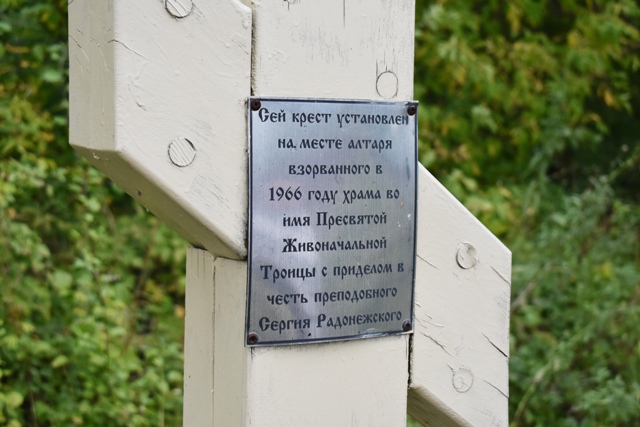 Сей крест установлен
на месте алтаря
взорванного в
1966 году храма во
имя Пресвятой
Живоначальной
Троицы с приделом в
честь преподобного
Сергия Радонежского